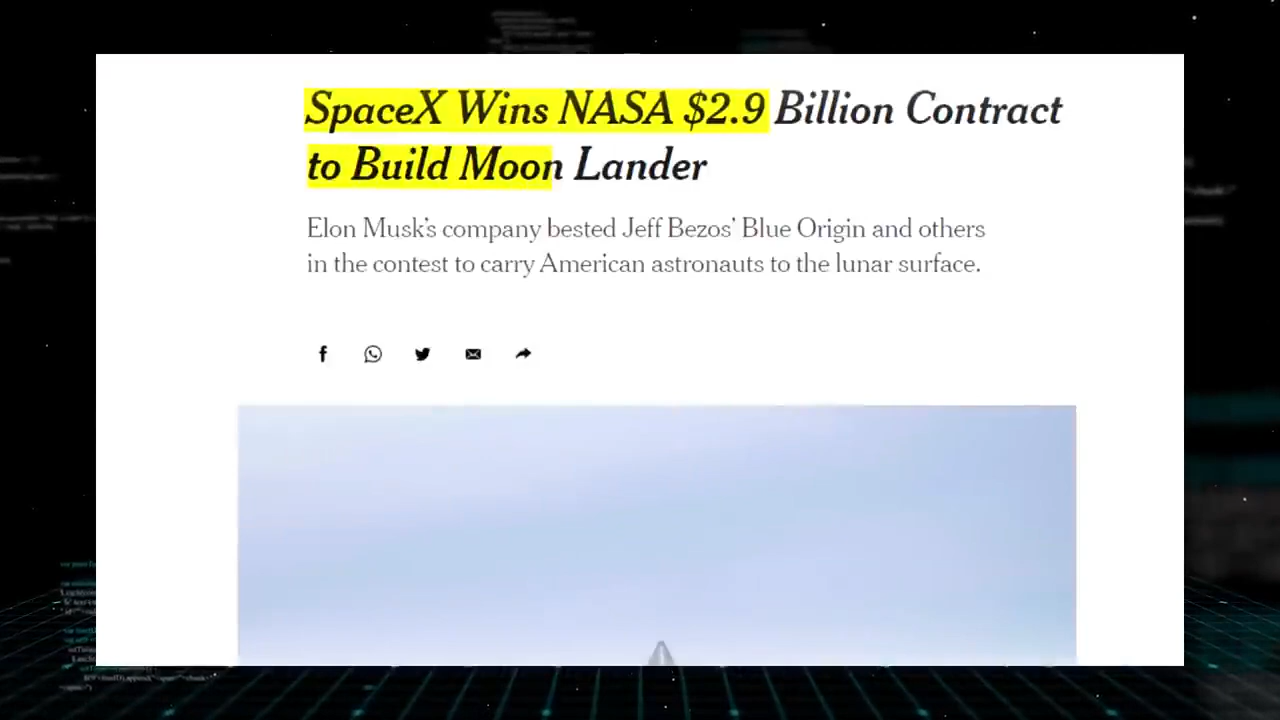 SpaceX Wins NASA $2.9 Billion Contract
to Build Moon Lander
Elon Musk's company bested Jeff Bezos' Blue Origin and others
in the contest to carry American astronauts to the lunar surface.